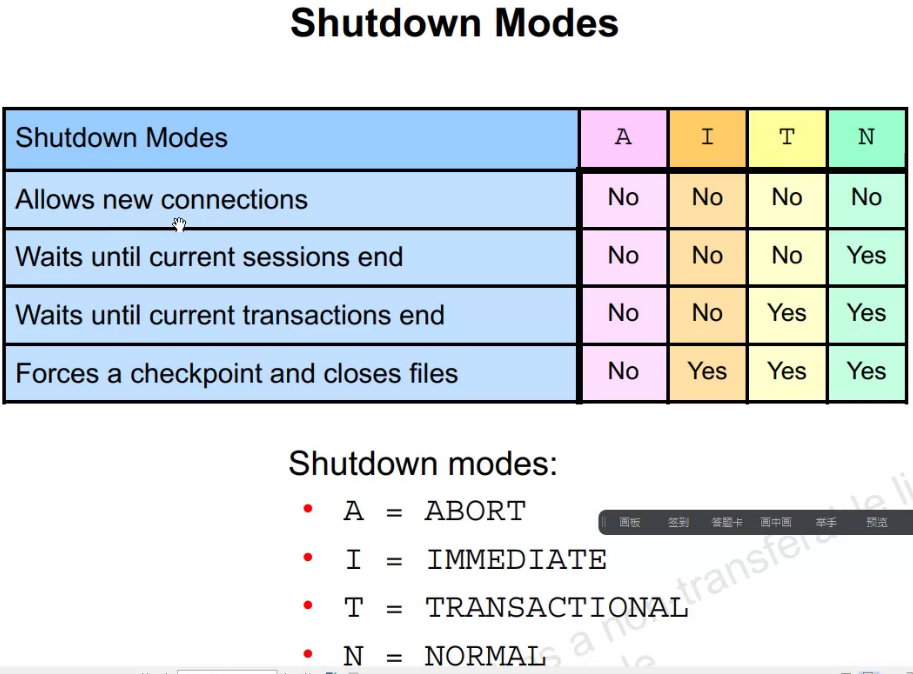 Shutdown Modes
Shutdown Modes A I T N
Allows new connections No No No No
Waits until current sessions end No No No Yes
Waits until current transactions end No No Yes Yes
Forces a checkpoint and closes files No Yes Yes Yes
Shutdown modes:
• A = ABORT
画板 签到 答题卡 画中画 举手 预览
• I = IMMEDIATE
• T = TRANSACTIONAL
• N = NORMAL
s a non-transferable li